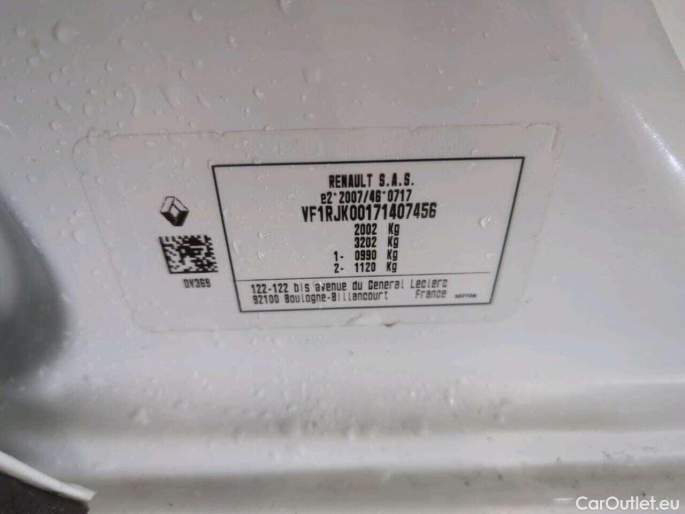 RENAULT S.A.S.
e2*2007/46*0717
VF1RJK00171407456
2002 Kg
3202 Kg
1- 0990 Kg
2- 1120 Kg
122-122 bis avenue du General Leclerc
92100 Boulogne-Billancourt France
CarOutlet.eu